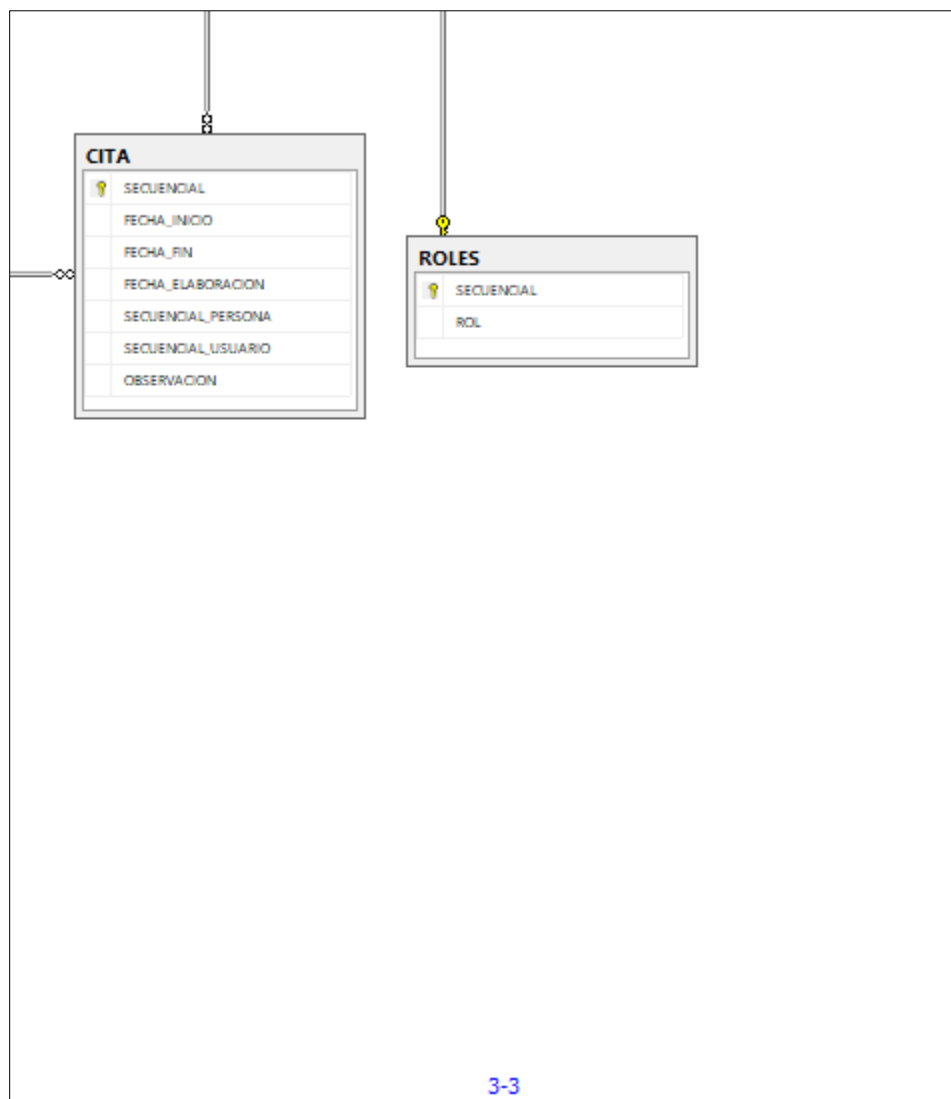 CITA
SECUENCIAL
FECHA_INICIO
FECHA_FIN
FECHA_ELABORACION
SECUENCIAL_PERSONA
SECUENCIAL_USUARIO
OBSERVACION
ROLES
SECUENCIAL
ROL
3-3